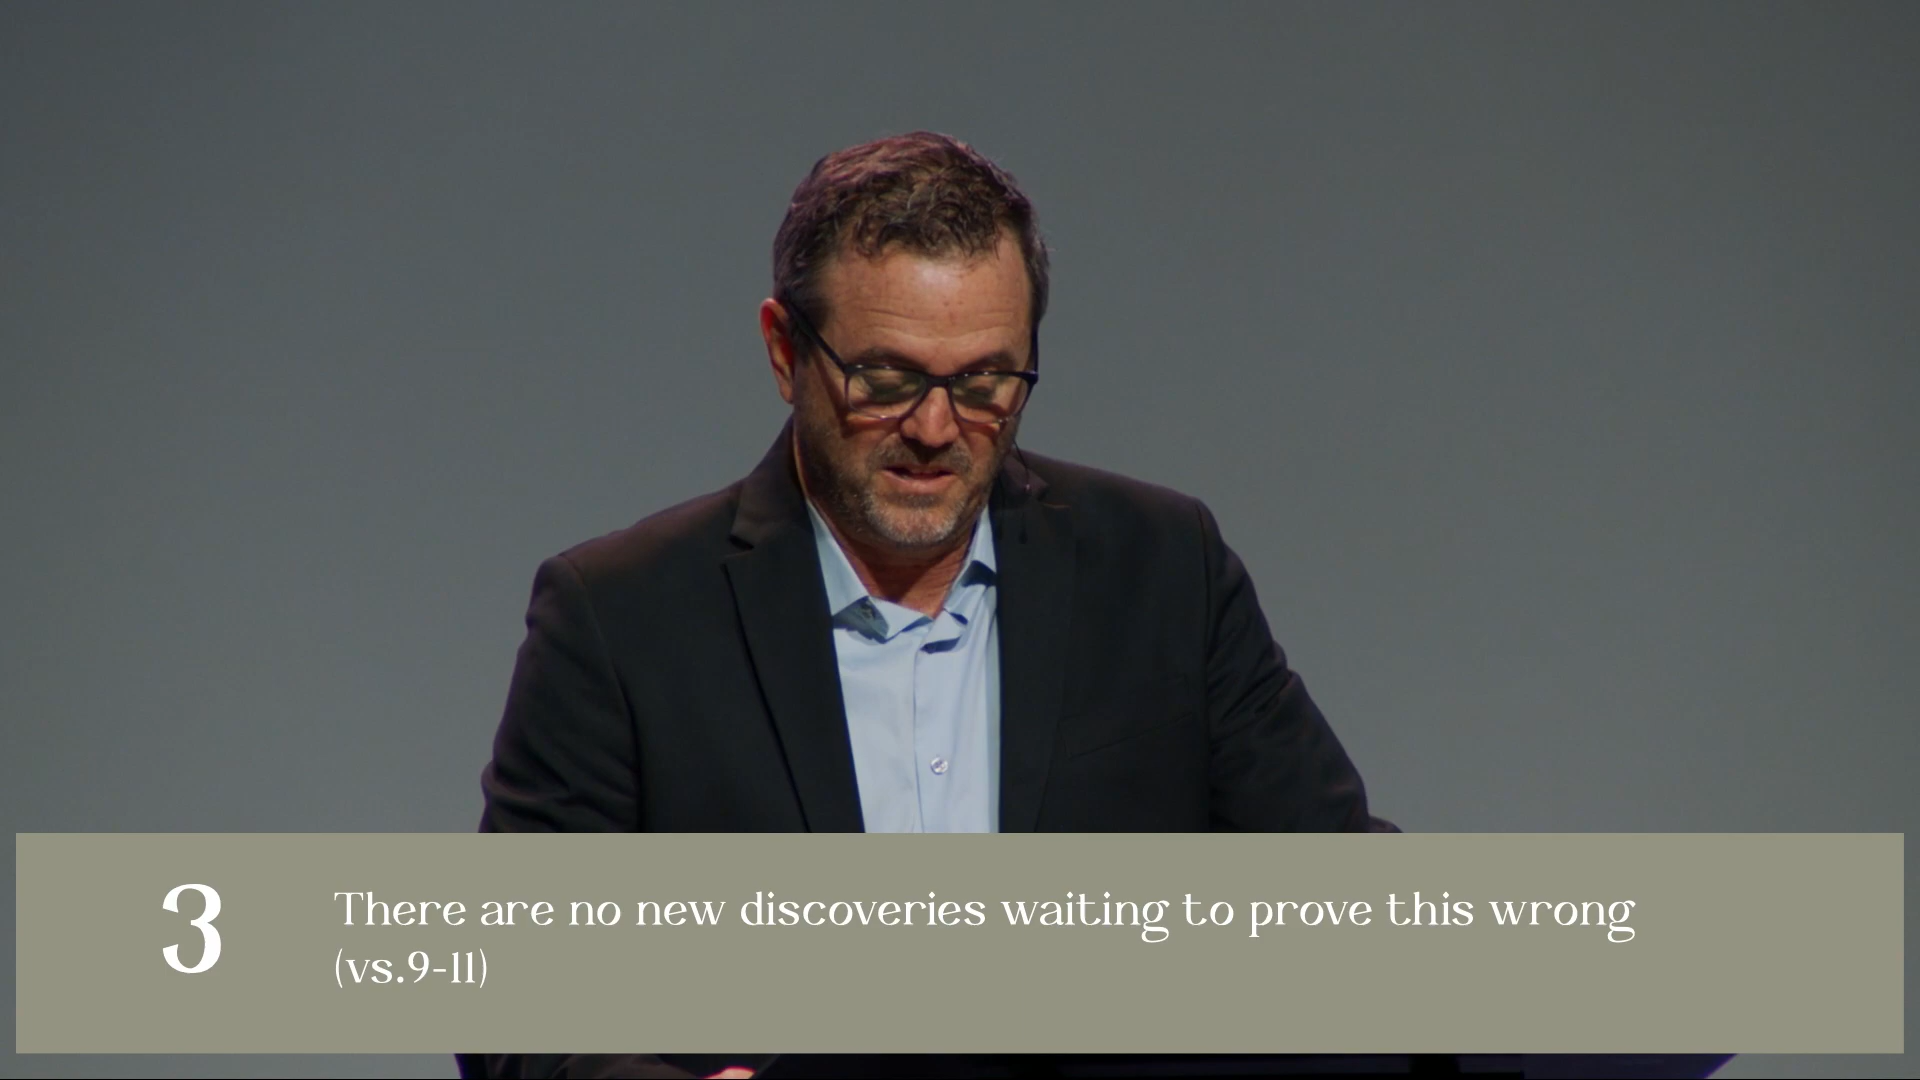 3
There are no new discoveries waiting to prove this wrong
(vs.9-11)